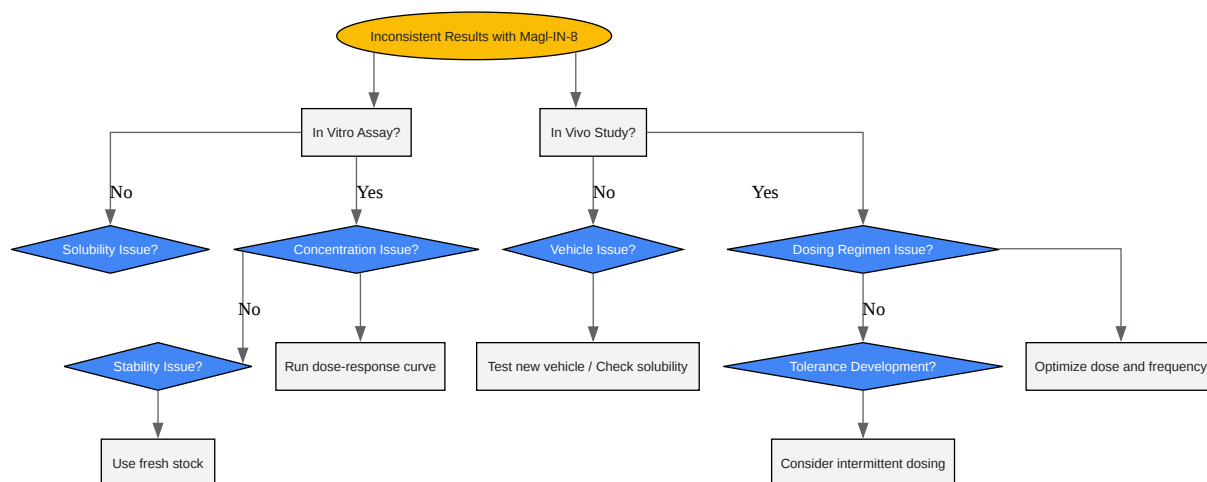 Inconsistent Results with Magl-IN-8
In Vitro Assay?
In Vivo Study?
No
Yes
No
Yes
Solubility Issue?
Concentration Issue?
Vehicle Issue?
Dosing Regimen Issue?
No
No
Stability Issue?
Run dose-response curve
Test new vehicle / Check solubility
Tolerance Development?
Optimize dose and frequency
Use fresh stock
Consider intermittent dosing